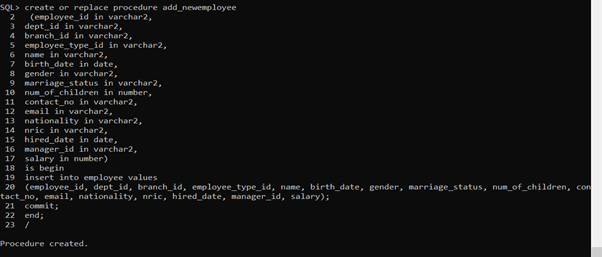 SQL> create or replace procedure add_newemployee
2 (employee_id in varchar2,
3 dept_id in varchar2,
4 branch_id in varchar2,
5 employee_type_id in varchar2,
6 name in varchar2,
7 birth_date in date,
8 gender in varchar2,
9 marriage_status in varchar2,
10 num_of_children in number,
11 contact_no in varchar2,
12 email in varchar2,
13 nationality in varchar2,
14 nric in varchar2,
15 hired_date in date,
16 manager_id in varchar2,
17 salary in number)
18 is begin
19 insert into employee values
20 (employee_id, dept_id, branch_id, employee_type_id, name, birth_date, gender, marriage_status, num_of_children, con
tact_no, email, nationality, nric, hired_date, manager_id, salary);
21 commit;
22 end;
23 /
Procedure created.